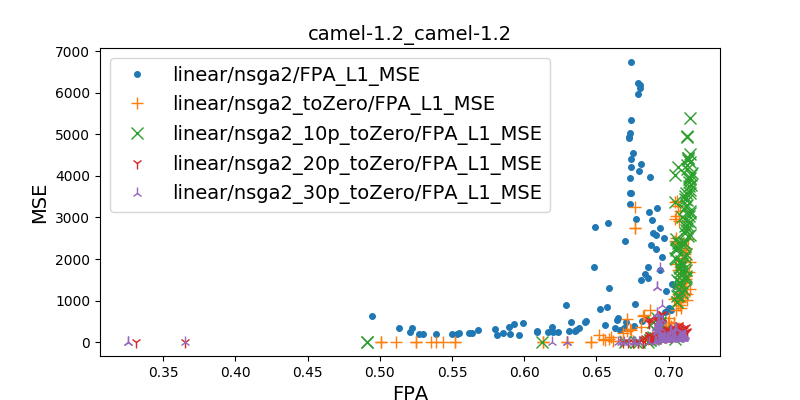 camel-1.2_camel-1.2
7000
6000
5000
4000
3000
2000
1000
0
MSE
linear/nsga2/FPA_L1_MSE
linear/nsga2_toZero/FPA_L1_MSE
linear/nsga2_10p_toZero/FPA_L1_MSE
linear/nsga2_20p_toZero/FPA_L1_MSE
linear/nsga2_30p_toZero/FPA_L1_MSE
0.35 0.40 0.45 0.50 0.55 0.60 0.65 0.70
FPA